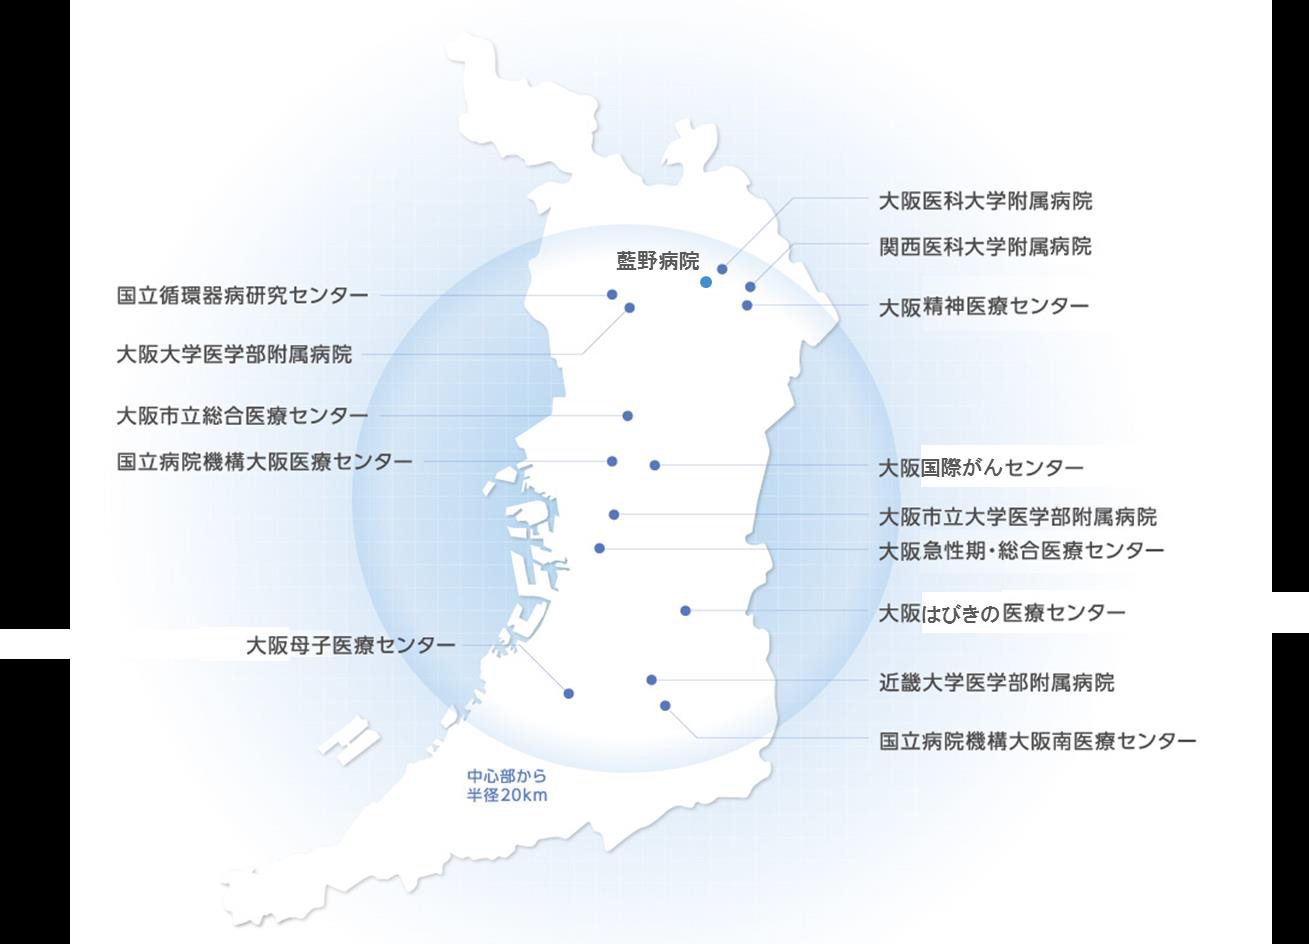 大阪医科大学附属病院
関西医科大学附属病院
藍野病院
国立循環器病研究センター
大阪精神医療センター
大阪大学医学部附属病院
大阪市立総合医療センター
国立病院機構大阪医療センター
大阪国際がんセンター
大阪市立大学医学部附属病院
大阪急性期・総合医療センター
大阪はびきの医療センター
大阪母子医療センター
近畿大学医学部附属病院
国立病院機構大阪南医療センター
中心部から
半径20km